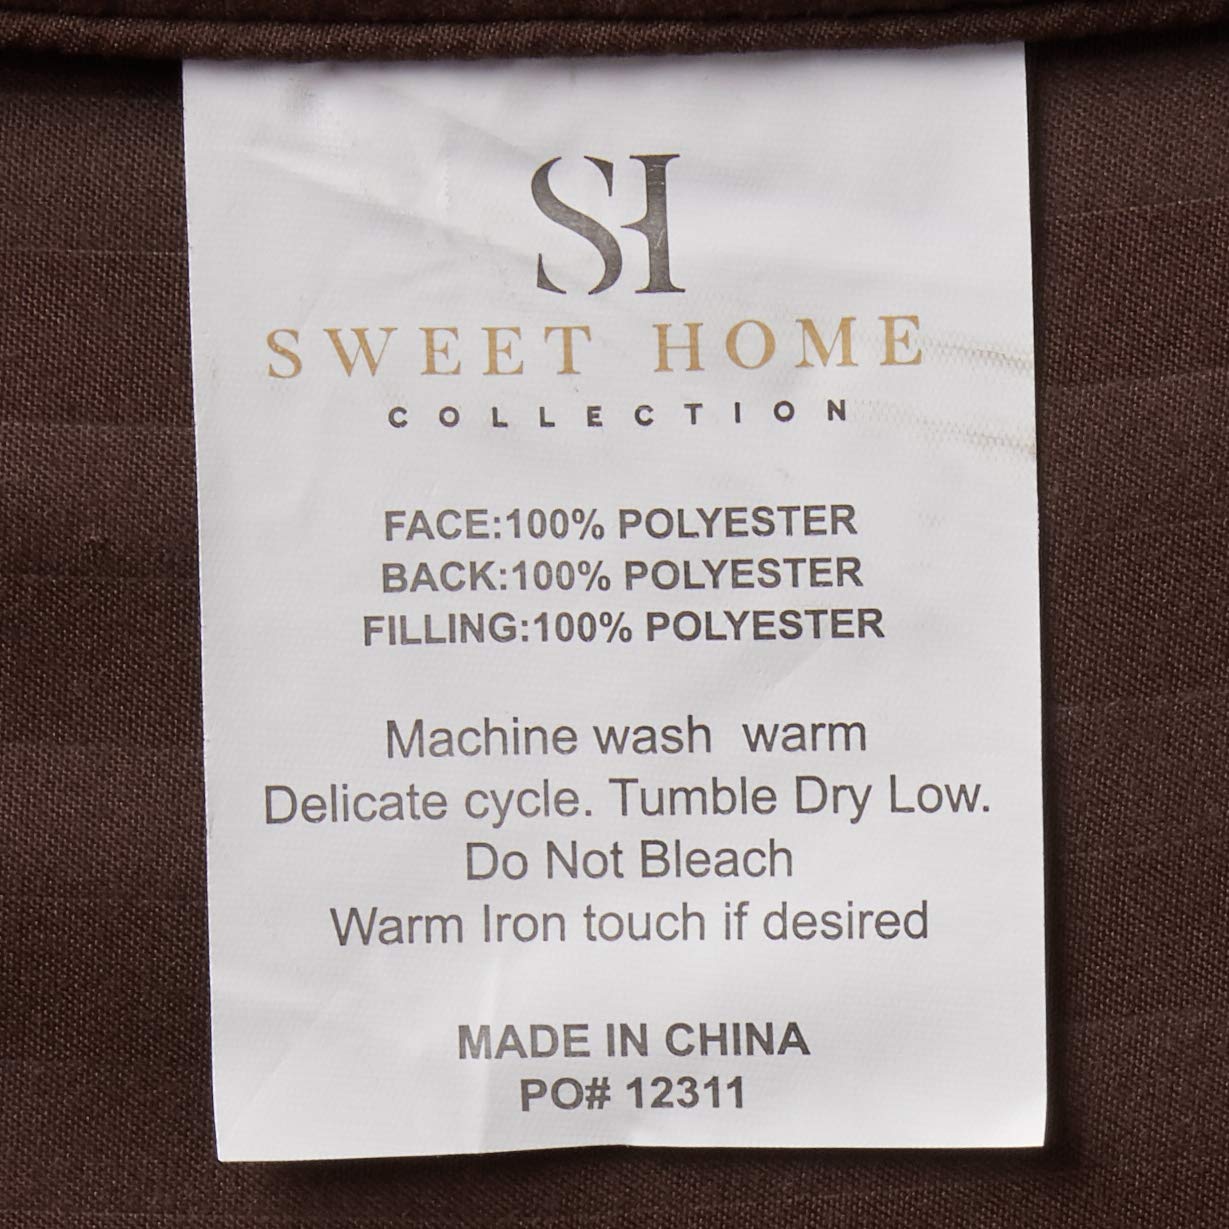 SH
SWEET HOME
COLLECTION
FACE:100% POLYESTER
BACK:100% POLYESTER
FILLING:100% POLYESTER
Machine wash warm
Delicate cycle. Tumble Dry Low.
Do Not Bleach
Warm Iron touch if desired
MADE IN CHINA
PO# 12311